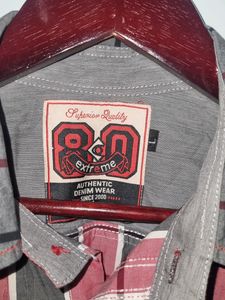 Superior Quality
80
extreme
AUTHENTIC
DENIM WEAR
SINCE 2000
L